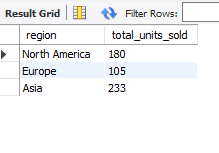 Result Grid Filter Rows:
region total_units_sold
North America 180
Europe 105
Asia 233